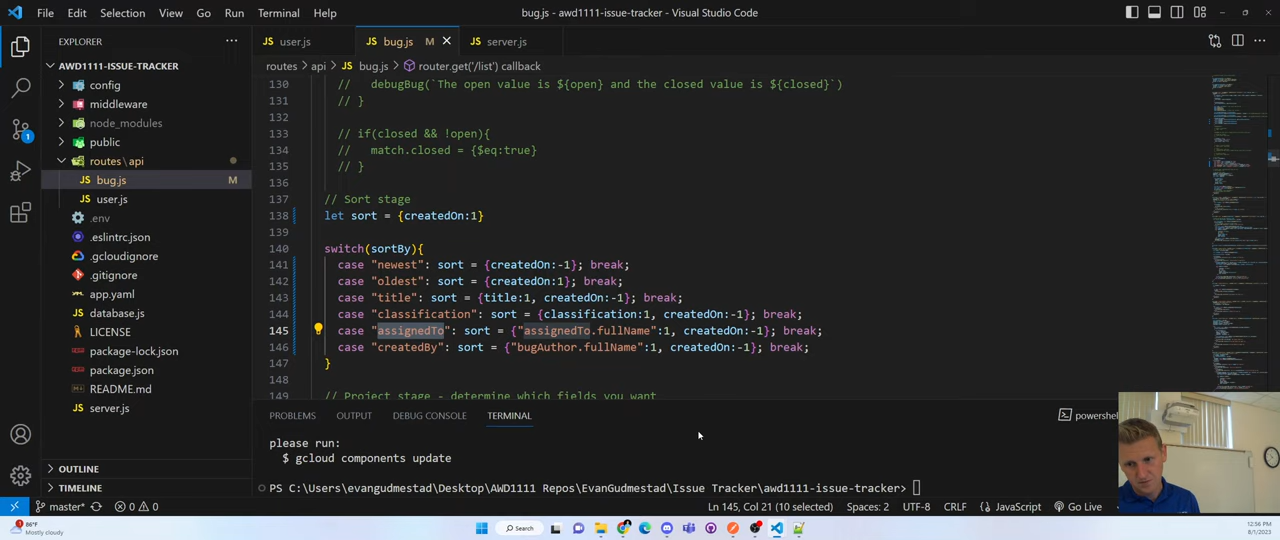 File Edit Selection View Go Run Terminal Help
bug.js - awd1111-issue-tracker - Visual Studio Code
EXPLORER
AWD1111-ISSUE-TRACKER
config
middleware
node_modules
public
routes\api
bug.js M
user.js
.env
.eslintrc.json
.gcloudignore
.gitignore
app.yaml
database.js
LICENSE
package-lock.json
package.json
README.md
server.js
OUTLINE
TIMELINE
user.js bug.js M server.js
routes > api > bug.js > router.get('/list') callback
130 // debugBug(`The open value is ${open} and the closed value is ${closed}`)
131 // }
132
133 // if(closed && !open){
134 // match.closed = {$eq:true}
135 // }
136
137 // Sort stage
138 let sort = {createdOn:1}
139
140 switch(sortBy){
141 case "newest": sort = {createdOn:-1}; break;
142 case "oldest": sort = {createdOn:1}; break;
143 case "title": sort = {title:1, createdOn:-1}; break;
144 case "classification": sort = {classification:1, createdOn:-1}; break;
145 case "assignedTo": sort = {"assignedTo.fullName":1, createdOn:-1}; break;
146 case "createdBy": sort = {"bugAuthor.fullName":1, createdOn:-1}; break;
147 }
148
149 // Project stage - determine which fields you want
PROBLEMS OUTPUT DEBUG CONSOLE TERMINAL
powershell
please run:
$ gcloud components update
PS C:\Users\evangudmestad\Desktop\AWD1111 Repos\EvanGudmestad\Issue Tracker\awd1111-issue-tracker>
master* 0 0
Ln 145, Col 21 (10 selected) Spaces: 2 UTF-8 CRLF JavaScript Go Live
86°F
Mostly cloudy
Search
12:56 PM
8/1/2023